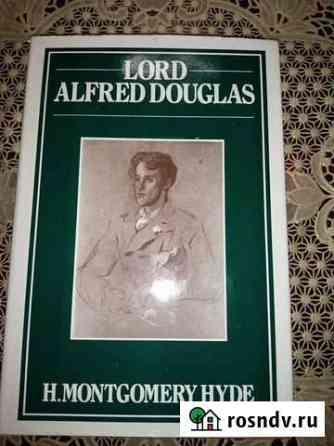 LORD
ALFRED DOUGLAS
H. MONTGOMERY HYDE
rosndv.ru